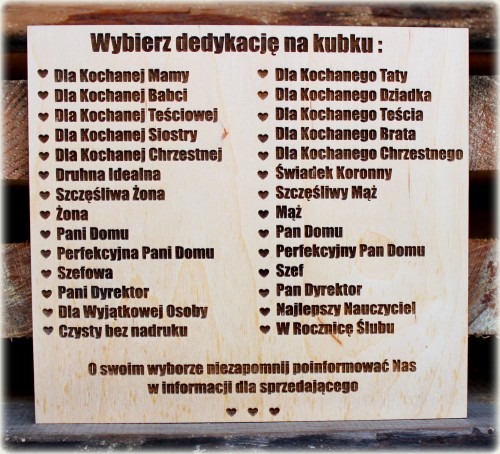 Wybierz dedykację na kubku :
Dla Kochanej Mamy
Dla Kochanej Babci
Dla Kochanej Teściowej
Dla Kochanej Siostry
Dla Kochanej Chrzestnej
Druhna Idealna
Szczęśliwa Żona
Żona
Pani Domu
Perfekcyjna Pani Domu
Szefowa
Pani Dyrektor
Dla Wyjątkowej Osoby
Czysty bez nadruku
Dla Kochanego Taty
Dla Kochanego Dziadka
Dla Kochanego Teścia
Dla Kochanego Brata
Dla Kochanego Chrzestnego
Świadek Koronny
Szczęśliwy Mąż
Mąż
Pan Domu
Perfekcyjny Pan Domu
Szef
Pan Dyrektor
Najlepszy Nauczyciel
W Rocznicę Ślubu
O swoim wyborze niezapomnij poinformować Nas
w informacji dla sprzedającego